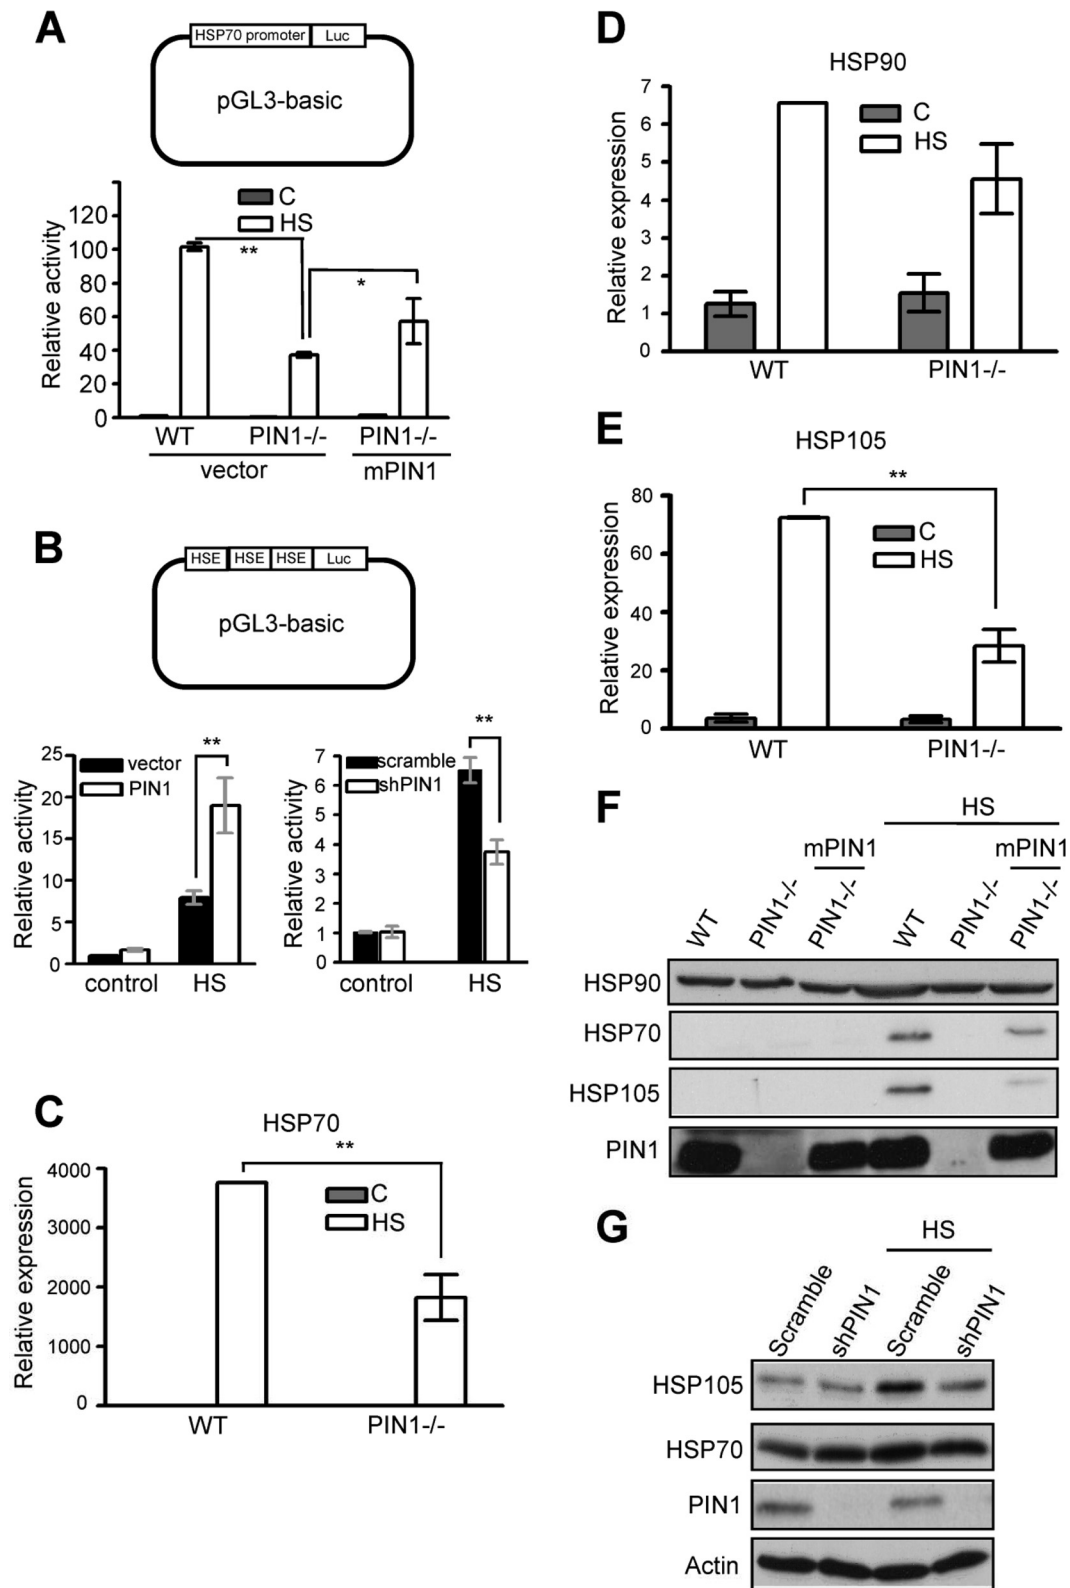 A
HSP70 promoter Luc
pGL3-basic
C
HS
Relative activity
120
100
80
60
40
20
0
**
*
WT PIN1-/- PIN1-/-
vector mPIN1
B
HSE HSE HSE Luc
pGL3-basic
Relative activity
25
20
15
10
5
0
vector
PIN1
**
control HS
Relative activity
7
6
5
4
3
2
1
0
scramble
shPIN1
**
control HS
C
HSP70
**
Relative expression
4000
3000
2000
1000
0
C
HS
WT PIN1-/-
D
HSP90
Relative expression
7
6
5
4
3
2
1
0
C
HS
WT PIN1-/-
E
HSP105
**
Relative expression
80
60
40
20
0
C
HS
WT PIN1-/-
F
HS
mPIN1 mPIN1
WT PIN1-/- PIN1-/- WT PIN1-/- PIN1-/-
HSP90
HSP70
HSP105
PIN1
G
HS
Scramble shPIN1 Scramble shPIN1
HSP105
HSP70
PIN1
Actin